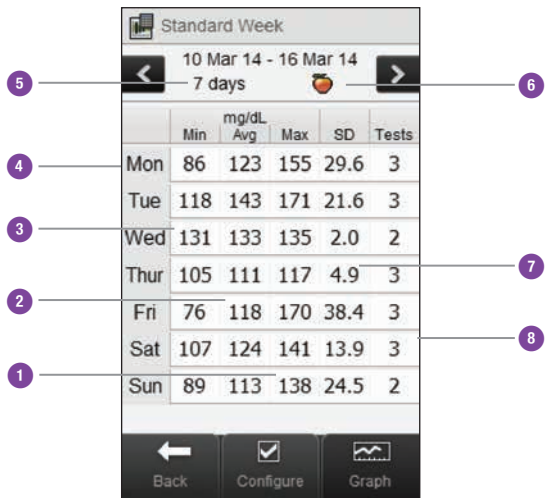 Standard Week
10 Mar 14 - 16 Mar 14
5 7 days 6
mg/dL
Min Avg Max SD Tests
4 Mon 86 123 155 29.6 3
Tue 118 143 171 21.6 3
3 Wed 131 133 135 2.0 2
7
Thur 105 111 117 4.9 3
2 Fri 76 118 170 38.4 3
8
Sat 107 124 141 13.9 3
1
Sun 89 113 138 24.5 2
Back Configure Graph